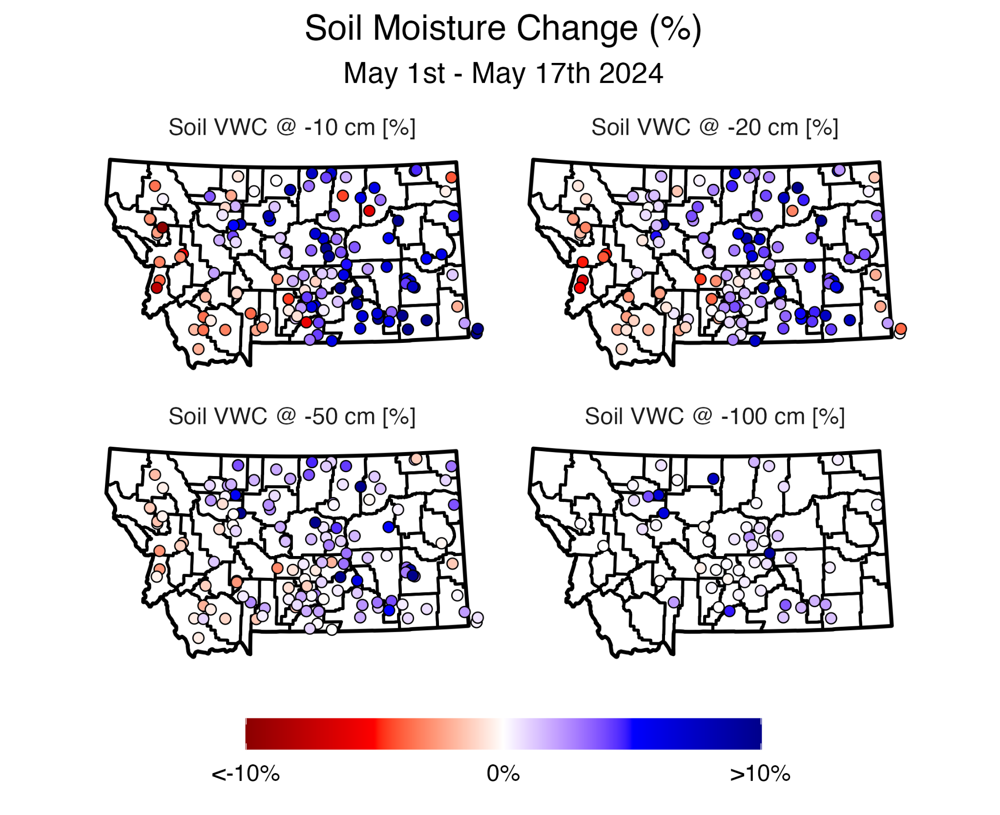 Soil Moisture Change (%)
May 1st - May 17th 2024
Soil VWC @ -10 cm [%]
Soil VWC @ -20 cm [%]
Soil VWC @ -50 cm [%]
Soil VWC @ -100 cm [%]
<-10%
0%
>10%